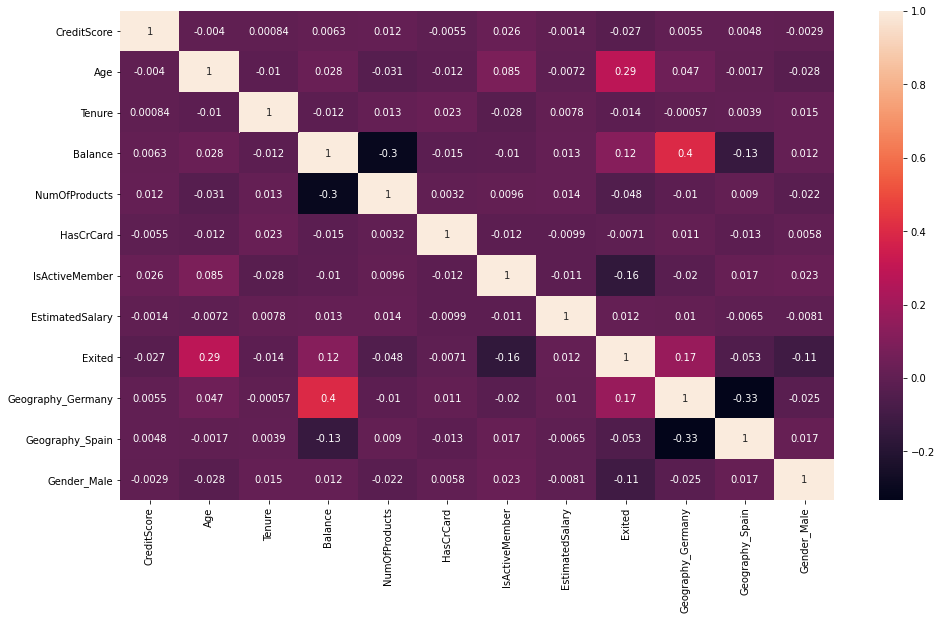 CreditScore 1 -0.004 0.00084 0.0063 0.012 -0.0055 0.026 -0.0014 -0.027 0.0055 0.0048 -0.0029
Age -0.004 1 -0.01 0.028 -0.031 -0.012 0.085 -0.0072 0.29 0.047 -0.0017 -0.028
Tenure 0.00084 -0.01 1 -0.012 0.013 0.023 -0.028 0.0078 -0.014 -0.00057 0.0039 0.015
Balance 0.0063 0.028 -0.012 1 -0.3 -0.015 -0.01 0.013 0.12 0.4 -0.13 0.012
NumOfProducts 0.012 -0.031 0.013 -0.3 1 0.0032 0.0096 0.014 -0.048 -0.01 0.009 -0.022
HasCrCard -0.0055 -0.012 0.023 -0.015 0.0032 1 -0.012 -0.0099 -0.0071 0.011 -0.013 0.0058
IsActiveMember 0.026 0.085 -0.028 -0.01 0.0096 -0.012 1 -0.011 -0.16 -0.02 0.017 0.023
EstimatedSalary -0.0014 -0.0072 0.0078 0.013 0.014 -0.0099 -0.011 1 0.012 0.01 -0.0065 -0.0081
Exited -0.027 0.29 -0.014 0.12 -0.048 -0.0071 -0.16 0.012 1 0.17 -0.053 -0.11
Geography_Germany 0.0055 0.047 -0.00057 0.4 -0.01 0.011 -0.02 0.01 0.17 1 -0.33 -0.025
Geography_Spain 0.0048 -0.0017 0.0039 -0.13 0.009 -0.013 0.017 -0.0065 -0.053 -0.33 1 0.017
Gender_Male -0.0029 -0.028 0.015 0.012 -0.022 0.0058 0.023 -0.0081 -0.11 -0.025 0.017 1
CreditScore
Age
Tenure
Balance
NumOfProducts
HasCrCard
IsActiveMember
EstimatedSalary
Exited
Geography_Germany
Geography_Spain
Gender_Male
1.0
0.8
0.6
0.4
0.2
0.0
−0.2